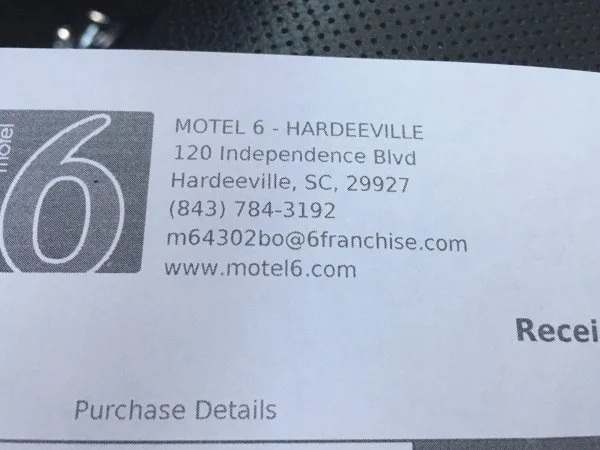 motel
6
MOTEL 6 - HARDEEVILLE
120 Independence Blvd
Hardeeville, SC, 29927
(843) 784-3192
m64302bo@6franchise.com
www.motel6.com
Recei
Purchase Details